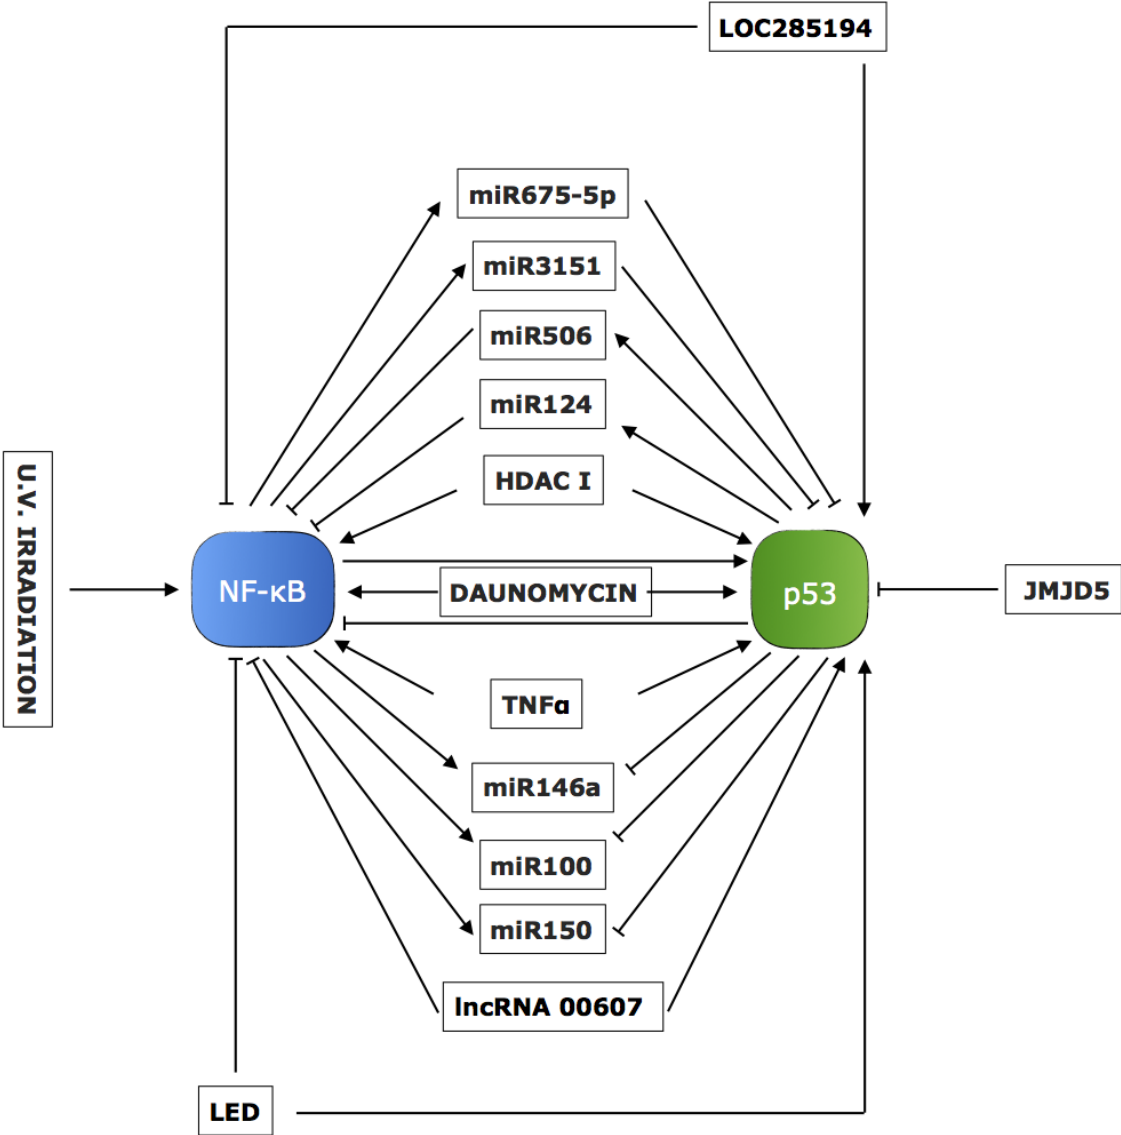 LOC285194
miR675-5p
miR3151
miR506
miR124
HDAC I
U.V. IRRADIATION
NF-κB
DAUNOMYCIN
p53
JMJD5
TNFα
miR146a
miR100
miR150
lncRNA 00607
LED